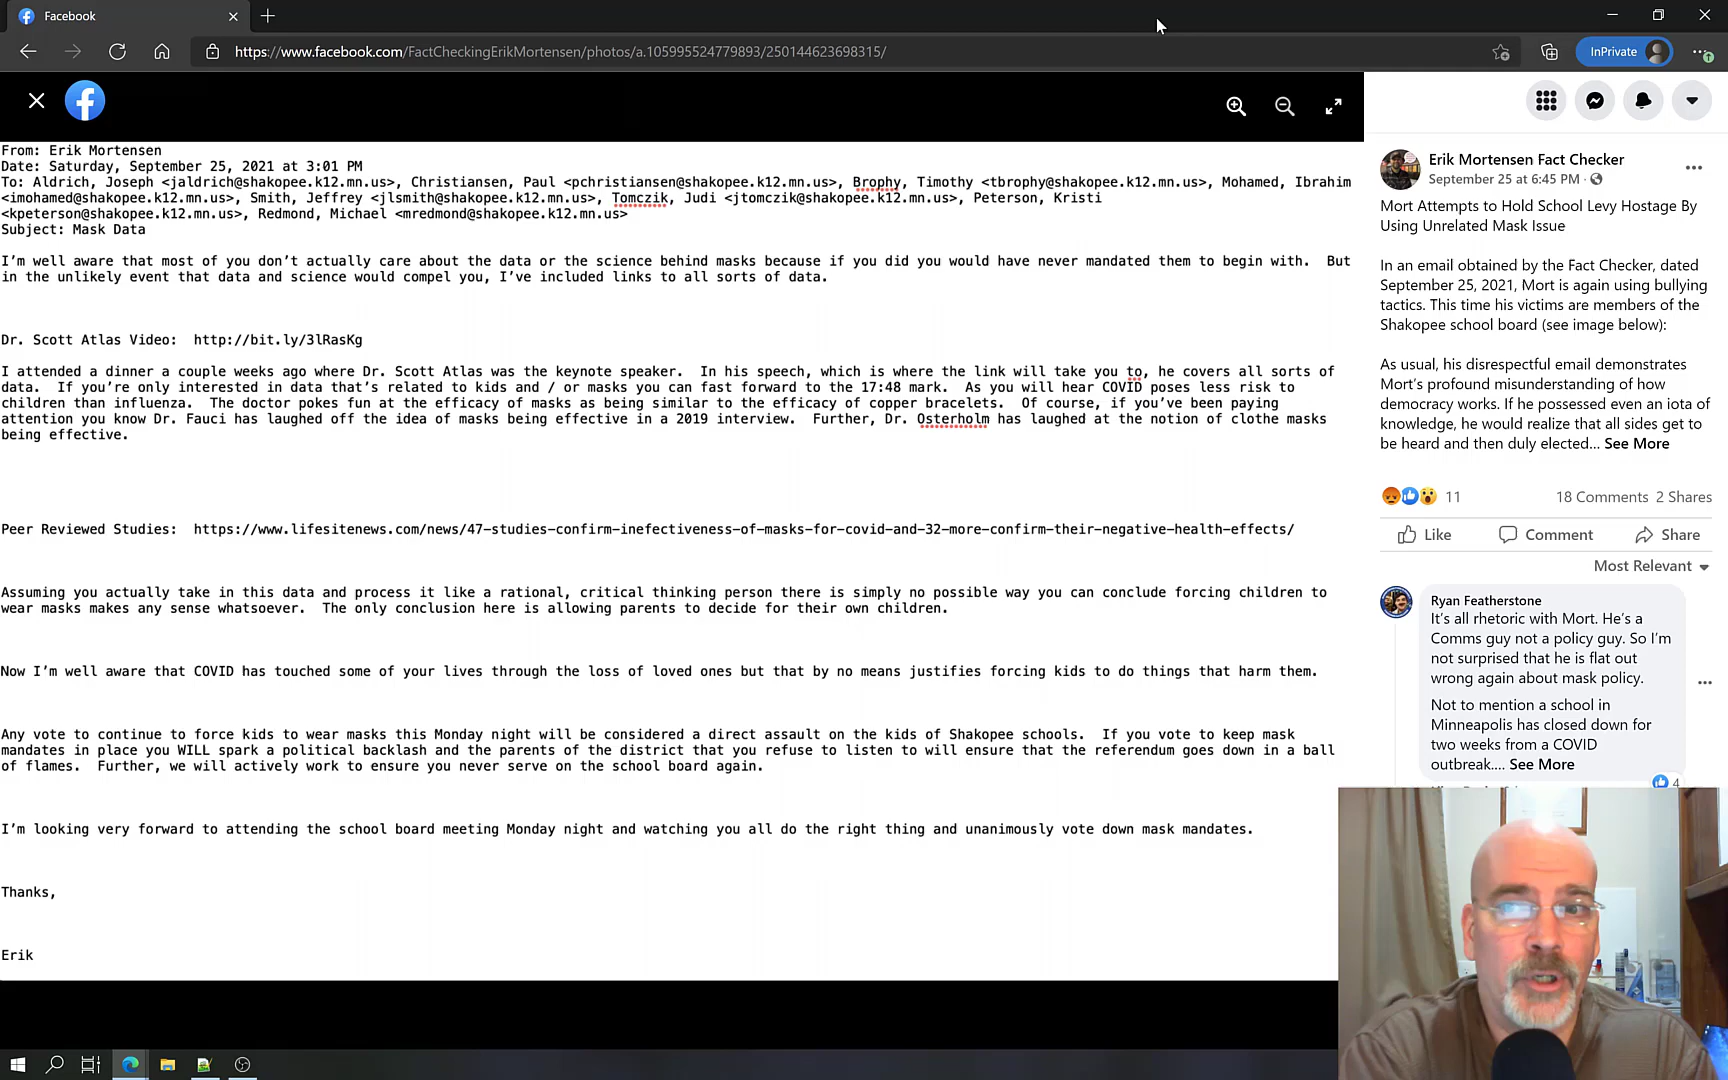 Facebook
https://www.facebook.com/FactCheckingErikMortensen/photos/a.105995524779893/250144623698315/
InPrivate
From: Erik Mortensen
Date: Saturday, September 25, 2021 at 3:01 PM
To: Aldrich, Joseph <jaldrich@shakopee.k12.mn.us>, Christiansen, Paul <pchristiansen@shakopee.k12.mn.us>, Brophy, Timothy <tbrophy@shakopee.k12.mn.us>, Mohamed, Ibrahim
<imohamed@shakopee.k12.mn.us>, Smith, Jeffrey <jlsmith@shakopee.k12.mn.us>, Tomczik, Judi <jtomczik@shakopee.k12.mn.us>, Peterson, Kristi
<kpeterson@shakopee.k12.mn.us>, Redmond, Michael <mredmond@shakopee.k12.mn.us>
Subject: Mask Data
I’m well aware that most of you don’t actually care about the data or the science behind masks because if you did you would have never mandated them to begin with.  But
in the unlikely event that data and science would compel you, I’ve included links to all sorts of data.
Dr. Scott Atlas Video:  http://bit.ly/3lRasKg
I attended a dinner a couple weeks ago where Dr. Scott Atlas was the keynote speaker.  In his speech, which is where the link will take you to, he covers all sorts of
data.  If you’re only interested in data that’s related to kids and / or masks you can fast forward to the 17:48 mark.  As you will hear COVID poses less risk to
children than influenza.  The doctor pokes fun at the efficacy of masks as being similar to the efficacy of copper bracelets.  Of course, if you’ve been paying
attention you know Dr. Fauci has laughed off the idea of masks being effective in a 2019 interview.  Further, Dr. Osterholm has laughed at the notion of clothe masks
being effective.
Peer Reviewed Studies:  https://www.lifesitenews.com/news/47-studies-confirm-inefectiveness-of-masks-for-covid-and-32-more-confirm-their-negative-health-effects/
Assuming you actually take in this data and process it like a rational, critical thinking person there is simply no possible way you can conclude forcing children to
wear masks makes any sense whatsoever.  The only conclusion here is allowing parents to decide for their own children.
Now I’m well aware that COVID has touched some of your lives through the loss of loved ones but that by no means justifies forcing kids to do things that harm them.
Any vote to continue to force kids to wear masks this Monday night will be considered a direct assault on the kids of Shakopee schools.  If you vote to keep mask
mandates in place you WILL spark a political backlash and the parents of the district that you refuse to listen to will ensure that the referendum goes down in a ball
of flames.  Further, we will actively work to ensure you never serve on the school board again.
I’m looking very forward to attending the school board meeting Monday night and watching you all do the right thing and unanimously vote down mask mandates.
Thanks,
Erik
Erik Mortensen Fact Checker
September 25 at 6:45 PM ·
Mort Attempts to Hold School Levy Hostage By
Using Unrelated Mask Issue
In an email obtained by the Fact Checker, dated
September 25, 2021, Mort is again using bullying
tactics. This time his victims are members of the
Shakopee school board (see image below):
As usual, his disrespectful email demonstrates
Mort’s profound misunderstanding of how
democracy works. If he possessed even an iota of
knowledge, he would realize that all sides get to
be heard and then duly elected... See More
11
18 Comments 2 Shares
Like
Comment
Share
Most Relevant
Ryan Featherstone
It’s all rhetoric with Mort. He’s a
Comms guy not a policy guy. So I’m
not surprised that he is flat out
wrong again about mask policy.
Not to mention a school in
Minneapolis has closed down for
two weeks from a COVID
outbreak.... See More
4